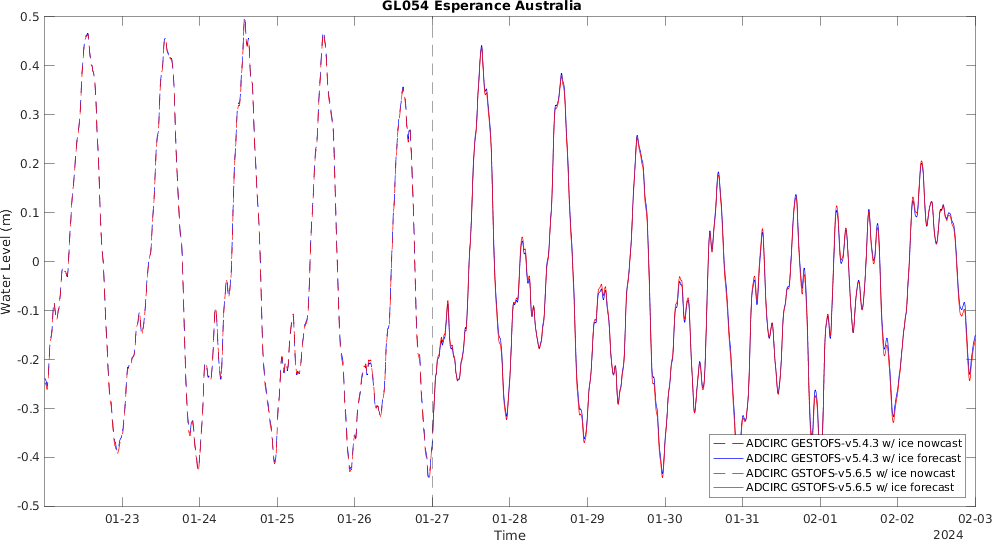 GL054 Esperance Australia
0.5
0.4
0.3
0.2
0.1
0
-0.1
-0.2
-0.3
-0.4
-0.5
Water Level (m)
ADCIRC GESTOFS-v5.4.3 w/ ice nowcast
ADCIRC GESTOFS-v5.4.3 w/ ice forecast
ADCIRC GSTOFS-v5.6.5 w/ ice nowcast
ADCIRC GSTOFS-v5.6.5 w/ ice forecast
01-23 01-24 01-25 01-26 01-27 01-28 01-29 01-30 01-31 02-01 02-02 02-03
Time
2024